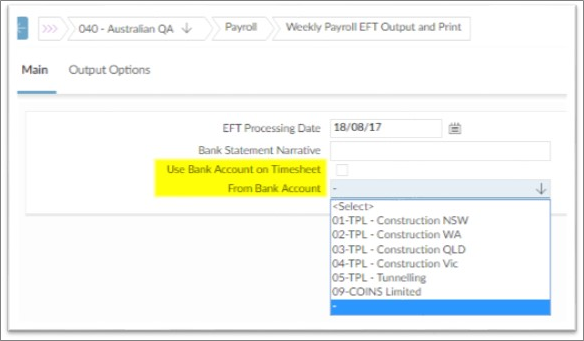 040 - Australian QA Payroll Weekly Payroll EFT Output and Print
Main Output Options
EFT Processing Date 18/08/17
Bank Statement Narrative
Use Bank Account on Timesheet
From Bank Account -
<Select>
01-TPL - Construction NSW
02-TPL - Construction WA
03-TPL - Construction QLD
04-TPL - Construction Vic
05-TPL - Tunnelling
09-COINS Limited
-